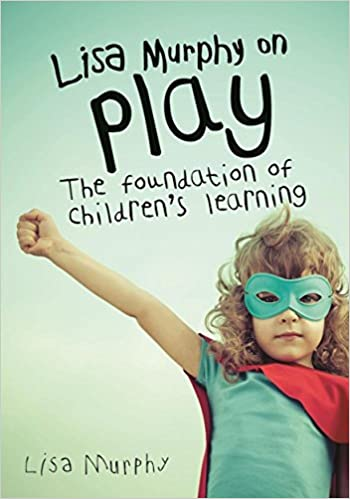 Lisa Murphy on
play
The foundation of
children's learning
Lisa Murphy